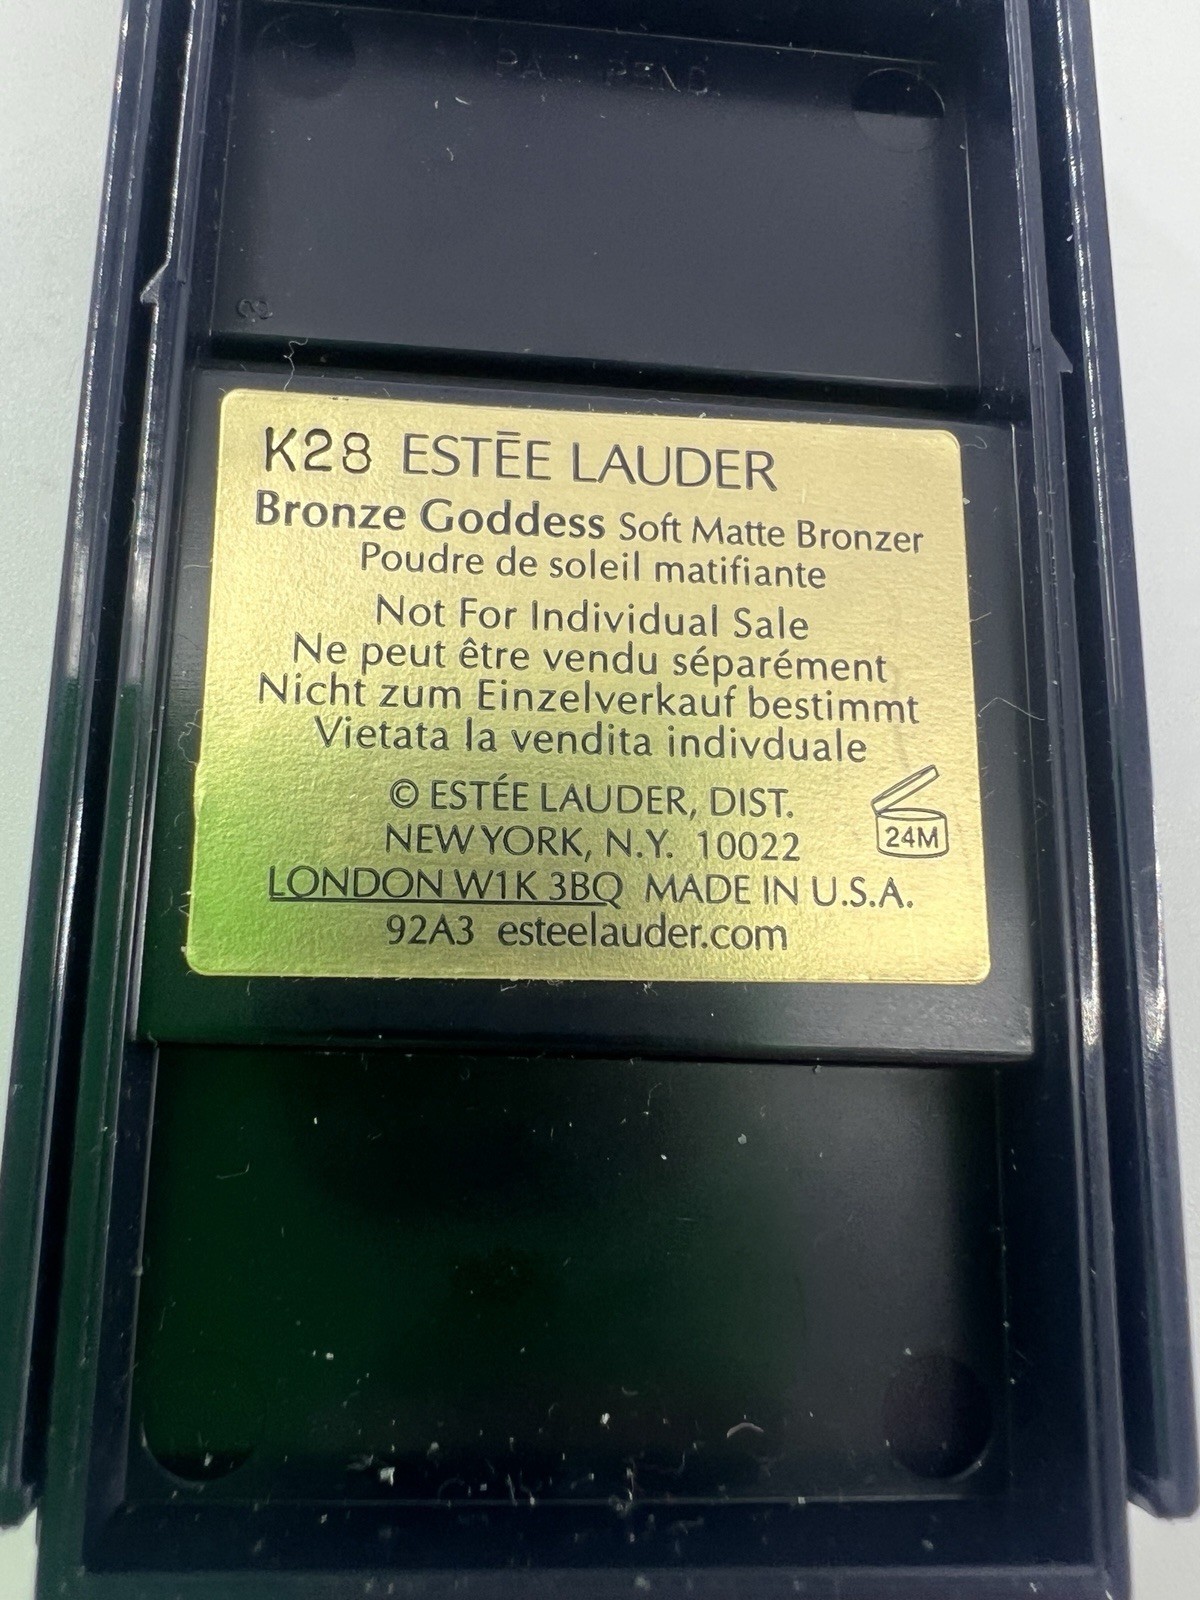 K28 ESTĒE LAUDER
Bronze Goddess Soft Matte Bronzer
Poudre de soleil matifiante
Not For Individual Sale
Ne peut être vendu séparément
Nicht zum Einzelverkauf bestimmt
Vietata la vendita indivduale
© ESTÉE LAUDER, DIST.
NEW YORK, N.Y. 10022
24M
LONDON W1K 3BQ MADE IN U.S.A.
92A3 esteelauder.com